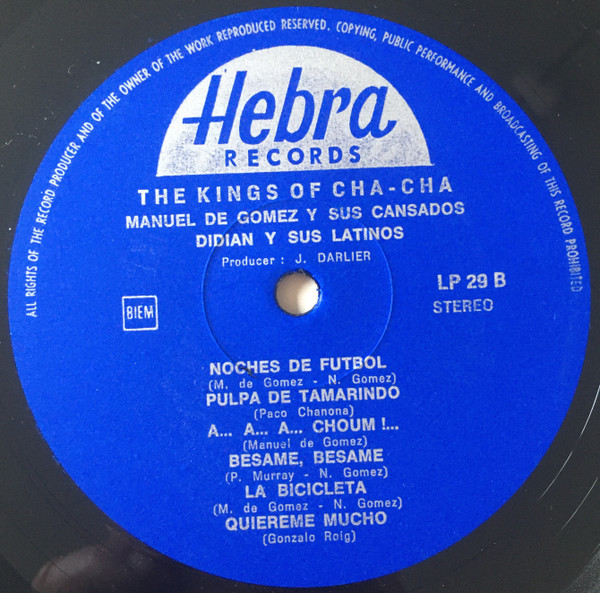 ALL RIGHTS OF THE RECORD PRODUCER AND OF THE OWNER OF THE WORK REPRODUCED RESERVED. COPYING, PUBLIC PERFORMANCE AND BROADCASTING OF THIS RECORD PROHIBITED
Hebra
RECORDS
THE KINGS OF CHA-CHA
MANUEL DE GOMEZ Y SUS CANSADOS
DIDIAN Y SUS LATINOS
Producer : J. DARLIER
LP 29 B
STEREO
BIEM
NOCHES DE FUTBOL
(M. de Gomez - N. Gomez)
PULPA DE TAMARINDO
(Paco Chanona)
A... A... A... CHOUM !...
(Manuel de Gomez)
BESAME, BESAME
(P. Murray - N. Gomez)
LA BICICLETA
(M. de Gomez - N. Gomez)
QUIEREME MUCHO
(Gonzalo Roig)